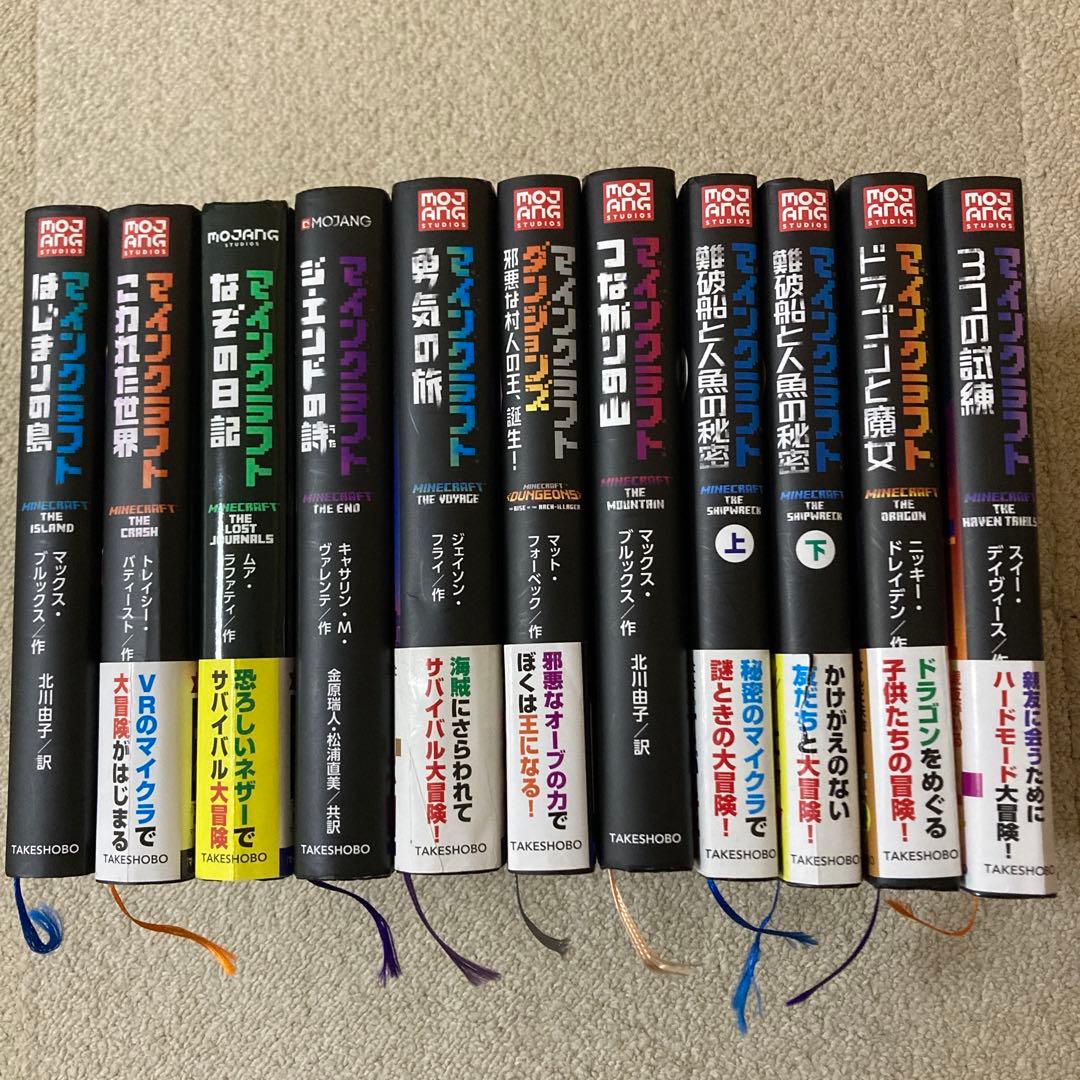 MOJANG
STUDIOS
マインクラフト
はじまりの島
MINECRAFT
THE
ISLAND
マックス・
ブルックス/作
北川由子/訳
TAKESHOBO
MOJANG
STUDIOS
マインクラフト
こわれた世界
MINECRAFT
THE
CRASH
トレイシー・
バティースト/作
VRのマイクラで
大冒険がはじまる
TAKESHOBO
MOJANG
STUDIOS
マインクラフト
なぞの日記
MINECRAFT
THE
LOST
JOURNALS
ムア・
ラファティ/作
恐ろしいネザーで
サバイバル大冒険
TAKESHOBO
MOJANG
マインクラフト
ジエンドの詩
うた
MINECRAFT
THE END
キャサリン・M・
ヴァレンテ/作
金原瑞人・松浦直美/共訳
TAKESHOBO
MOJANG
STUDIOS
マインクラフト
勇気の旅
MINECRAFT
THE VOYAGE
ジェイソン・
フライ/作
海賊にさらわれて
サバイバル大冒険!
TAKESHOBO
MOJANG
STUDIOS
マインクラフト
ダンジョンズ
邪悪な村人の王、誕生!
MINECRAFT
DUNGEONS
THE RISE OF THE ARCH-ILLAGER
マット・
フォーベック/作
邪悪なオーブの力で
ぼくは王になる!
TAKESHOBO
MOJANG
STUDIOS
マインクラフト
つながりの山
MINECRAFT
THE
MOUNTAIN
マックス・
ブルックス/作
北川由子/訳
TAKESHOBO
MOJANG
STUDIOS
マインクラフト
難破船と人魚の秘密
MINECRAFT
THE
SHIPWRECK
上
秘密のマイクラで
謎ときの大冒険!
TAKESHOBO
MOJANG
STUDIOS
マインクラフト
難破船と人魚の秘密
MINECRAFT
THE
SHIPWRECK
下
かけがえのない
友だちと大冒険!
TAKESHOBO
MOJANG
STUDIOS
マインクラフト
ドラゴンと魔女
MINECRAFT
THE
DRAGON
ニッキー・
ドレイデン/作
ドラゴンをめぐる
子供たちの冒険!
TAKESHOBO
MOJANG
STUDIOS
マインクラフト
3つの試練
MINECRAFT
THE HAVEN TRIALS
スイー・
デイヴィース/作
親友に会うために
ハードモード大冒険!
TAKESHOBO